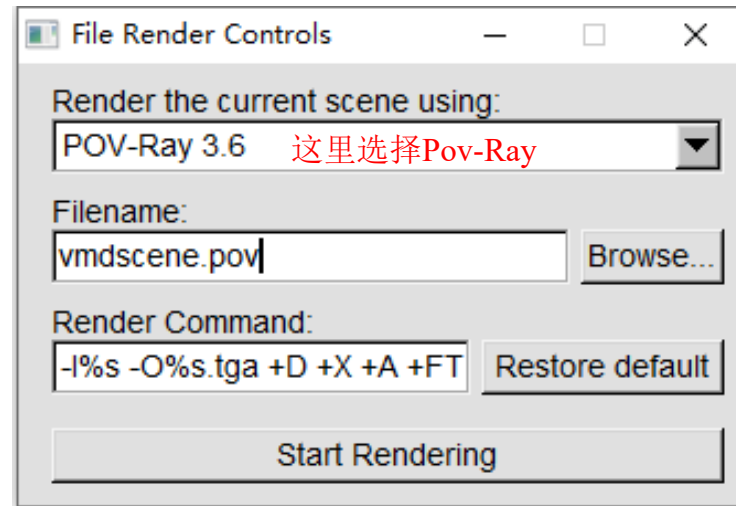 File Render Controls
Render the current scene using:
POV-Ray 3.6 这里选择Pov-Ray
Filename:
vmdscene.pov Browse...
Render Command:
-I%s -O%s.tga +D +X +A +FT Restore default
Start Rendering